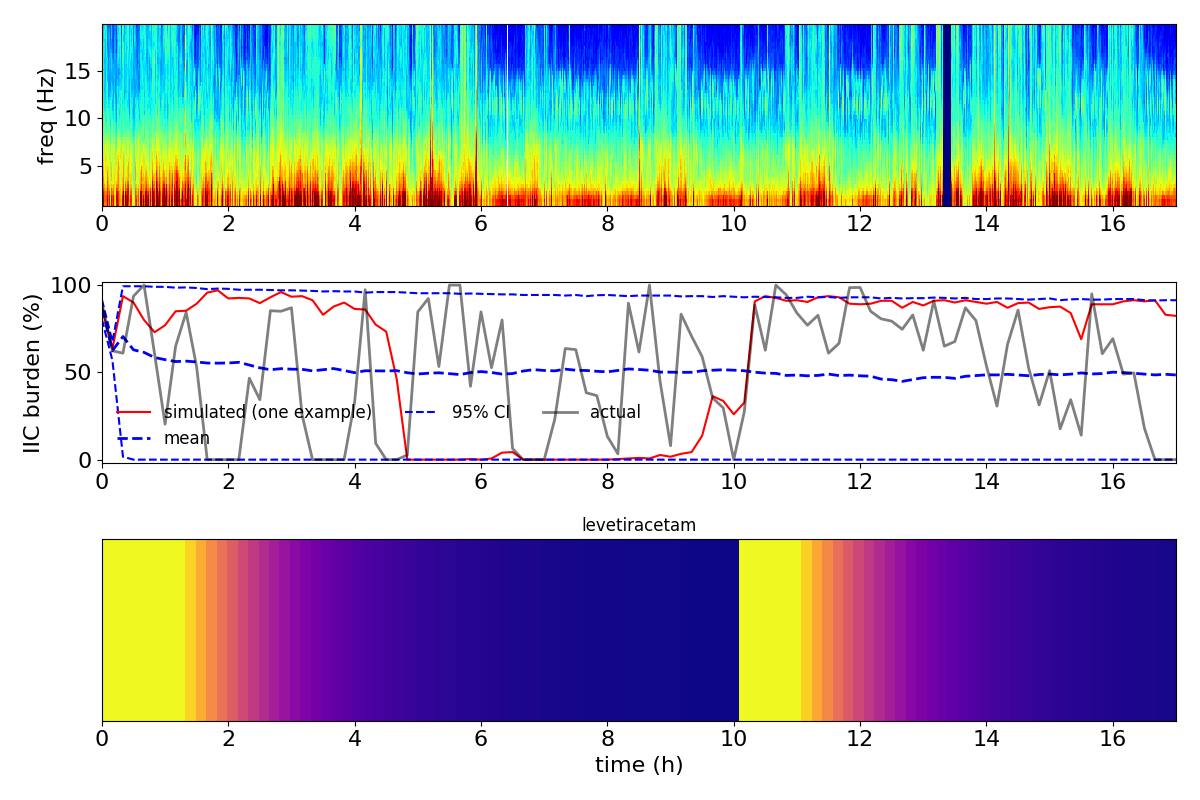 15
10
5
freq (Hz)
0 2 4 6 8 10 12 14 16
100
50
0
IIC burden (%)
simulated (one example)
mean
95% CI
actual
0 2 4 6 8 10 12 14 16
levetiracetam
0 2 4 6 8 10 12 14 16
time (h)